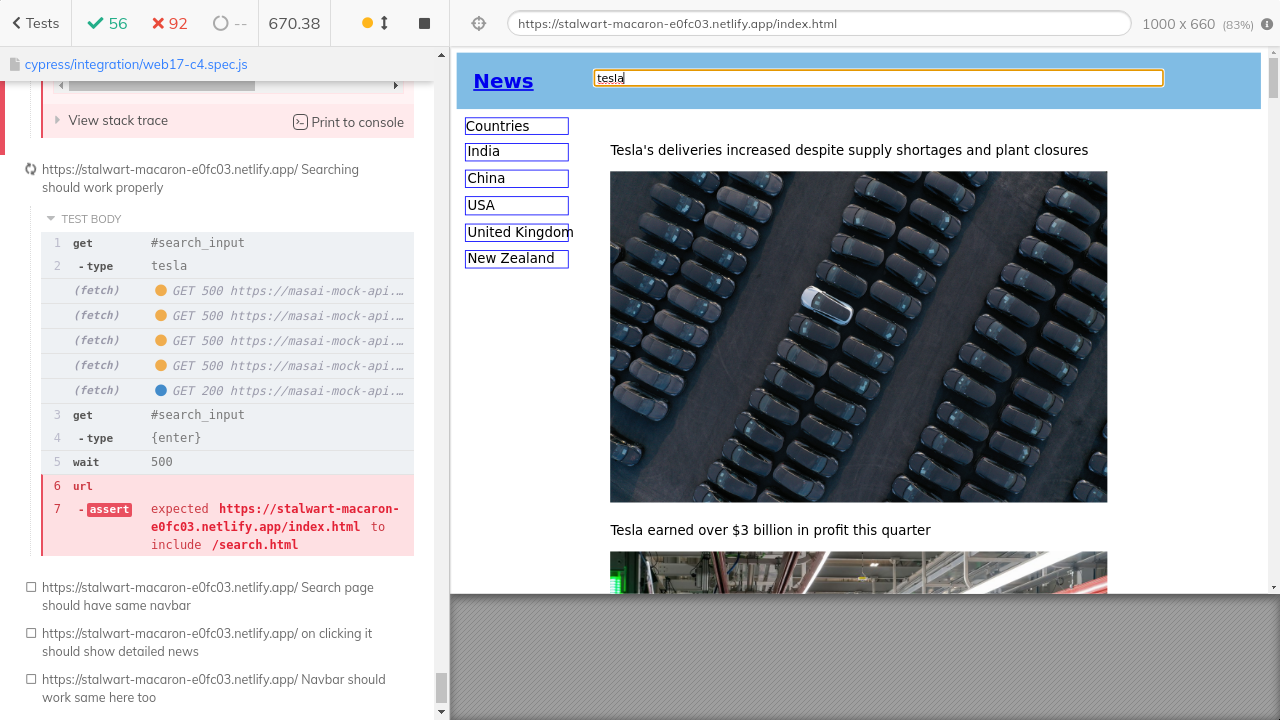 Tests
56
92
--
670.38
https://stalwart-macaron-e0fc03.netlify.app/index.html
1000 x 660 (83%)
cypress/integration/web17-c4.spec.js
View stack trace
Print to console
https://stalwart-macaron-e0fc03.netlify.app/ Searching
should work properly
TEST BODY
1 get #search_input
2 -type tesla
(fetch) GET 500 https://masai-mock-api.…
(fetch) GET 500 https://masai-mock-api.…
(fetch) GET 500 https://masai-mock-api.…
(fetch) GET 500 https://masai-mock-api.…
(fetch) GET 200 https://masai-mock-api.…
3 get #search_input
4 -type {enter}
5 wait 500
6 url
7 -assert expected https://stalwart-macaron-
e0fc03.netlify.app/index.html to
include /search.html
https://stalwart-macaron-e0fc03.netlify.app/ Search page
should have same navbar
https://stalwart-macaron-e0fc03.netlify.app/ on clicking it
should show detailed news
https://stalwart-macaron-e0fc03.netlify.app/ Navbar should
work same here too
News
tesla
Countries
India
China
USA
United Kingdom
New Zealand
Tesla's deliveries increased despite supply shortages and plant closures
Tesla earned over $3 billion in profit this quarter